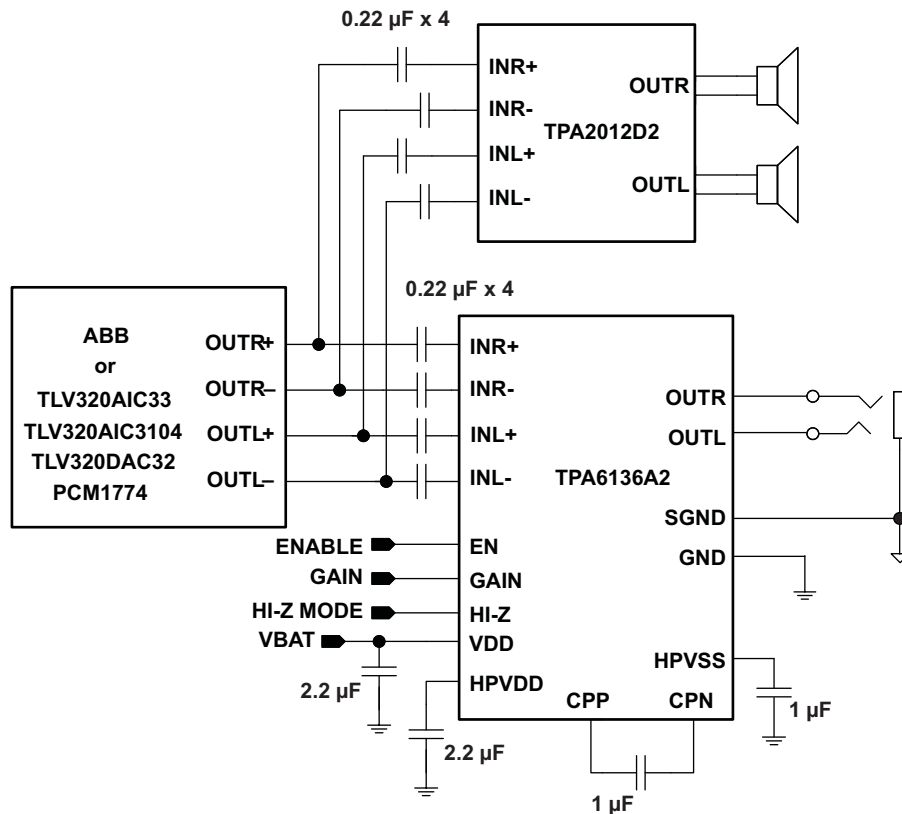 0.22 µF x 4
INR+
INR-
INL+
INL-
TPA2012D2
OUTR
OUTL
0.22 µF x 4
ABB
or
TLV320AIC33
TLV320AIC3104
TLV320DAC32
PCM1774
OUTR+
OUTR–
OUTL+
OUTL–
INR+
INR-
INL+
INL-
TPA6136A2
OUTR
OUTL
SGND
GND
ENABLE
EN
GAIN
GAIN
HI-Z MODE
HI-Z
VBAT
VDD
HPVDD
HPVSS
CPP
CPN
2.2 µF
2.2 µF
1 µF
1 µF